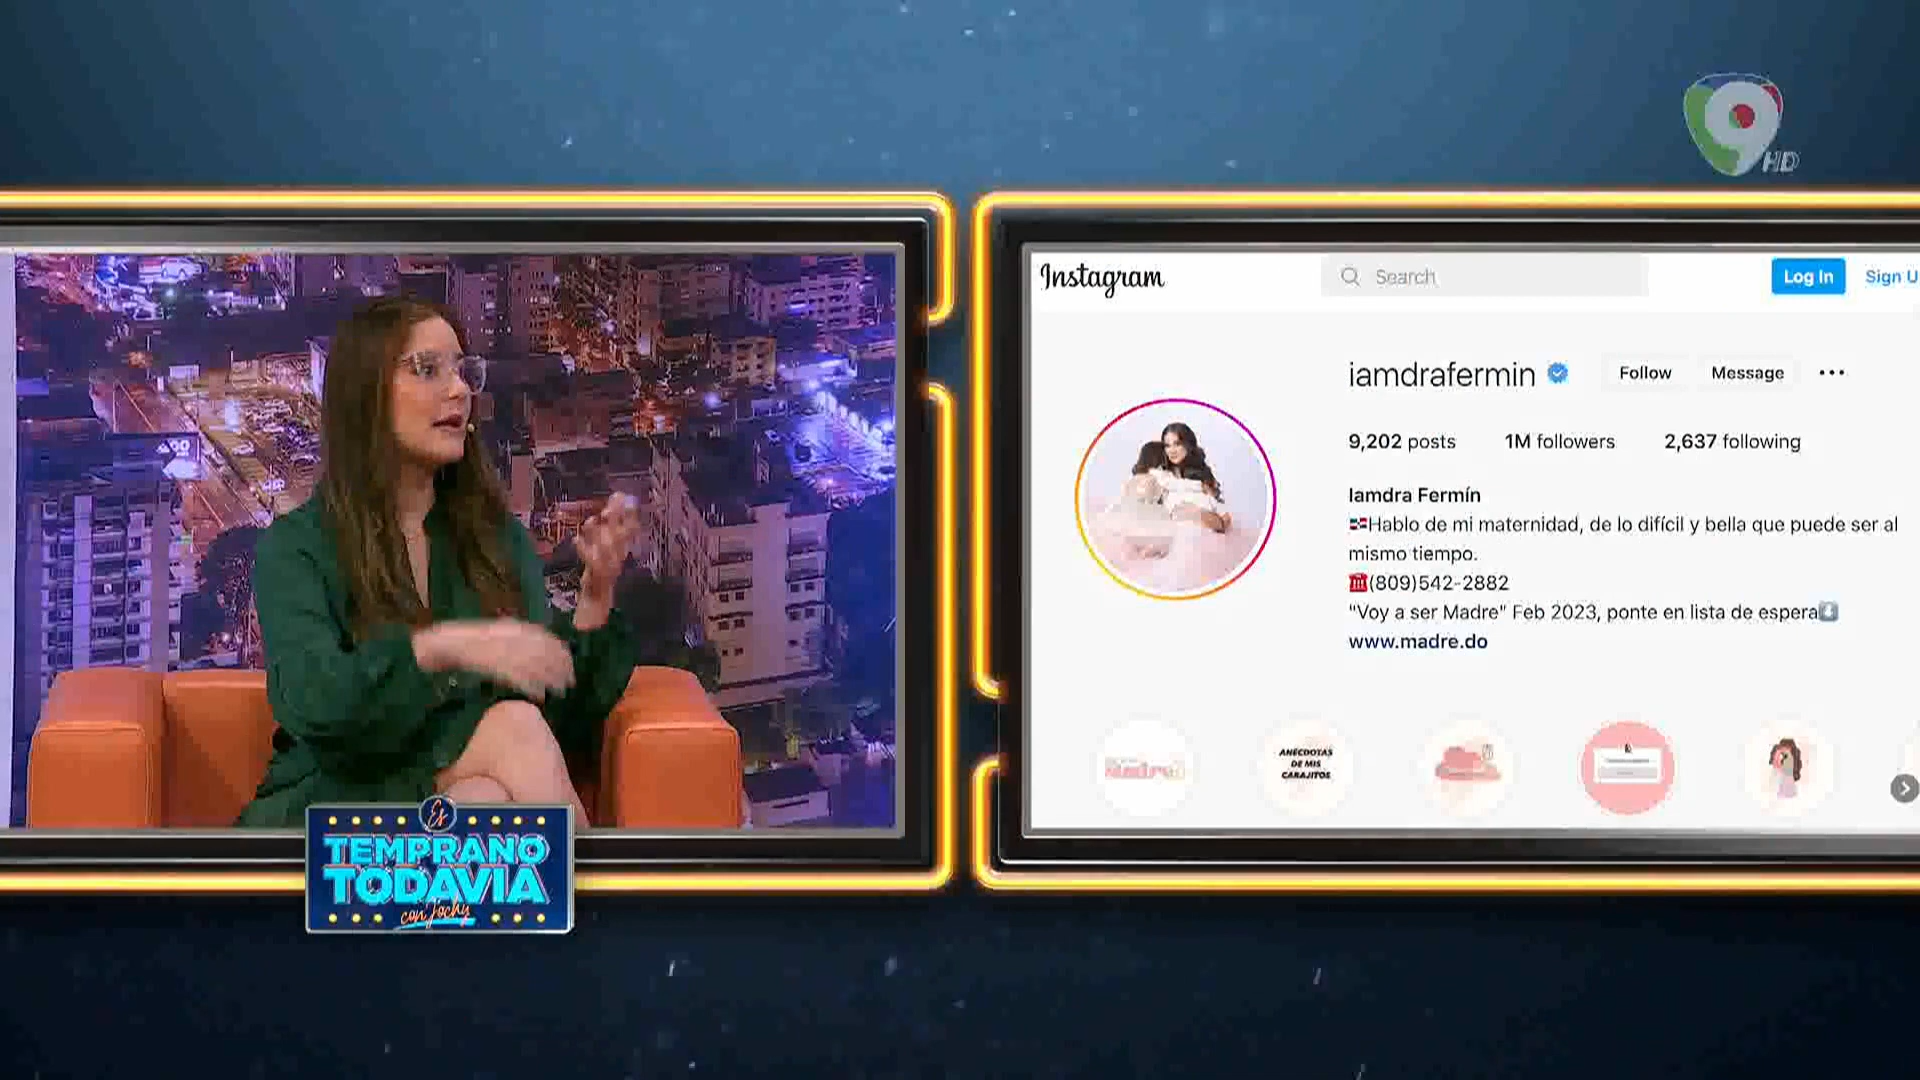 HD
Instagram
Search
Log In
Sign U
iamdrafermin
Follow
Message
9,202 posts
1M followers
2,637 following
Iamdra Fermín
🇩🇴Hablo de mi maternidad, de lo difícil y bella que puede ser al
mismo tiempo.
☎️(809)542-2882
"Voy a ser Madre" Feb 2023, ponte en lista de espera⬇️
www.madre.do
ANÉCDOTAS
DE MIS
CARAJITOS
Es
TEMPRANO
TODAVÍA
con Jochy